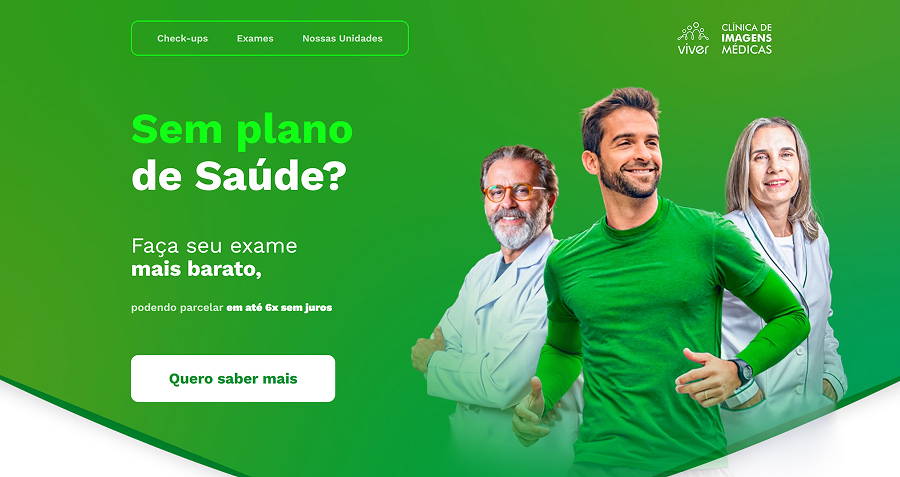 Check-ups
Exames
Nossas Unidades
viver
CLÍNICA DE
IMAGENS
MÉDICAS
Sem plano
de Saúde?
Faça seu exame
mais barato,
podendo parcelar em até 6x sem juros
Quero saber mais